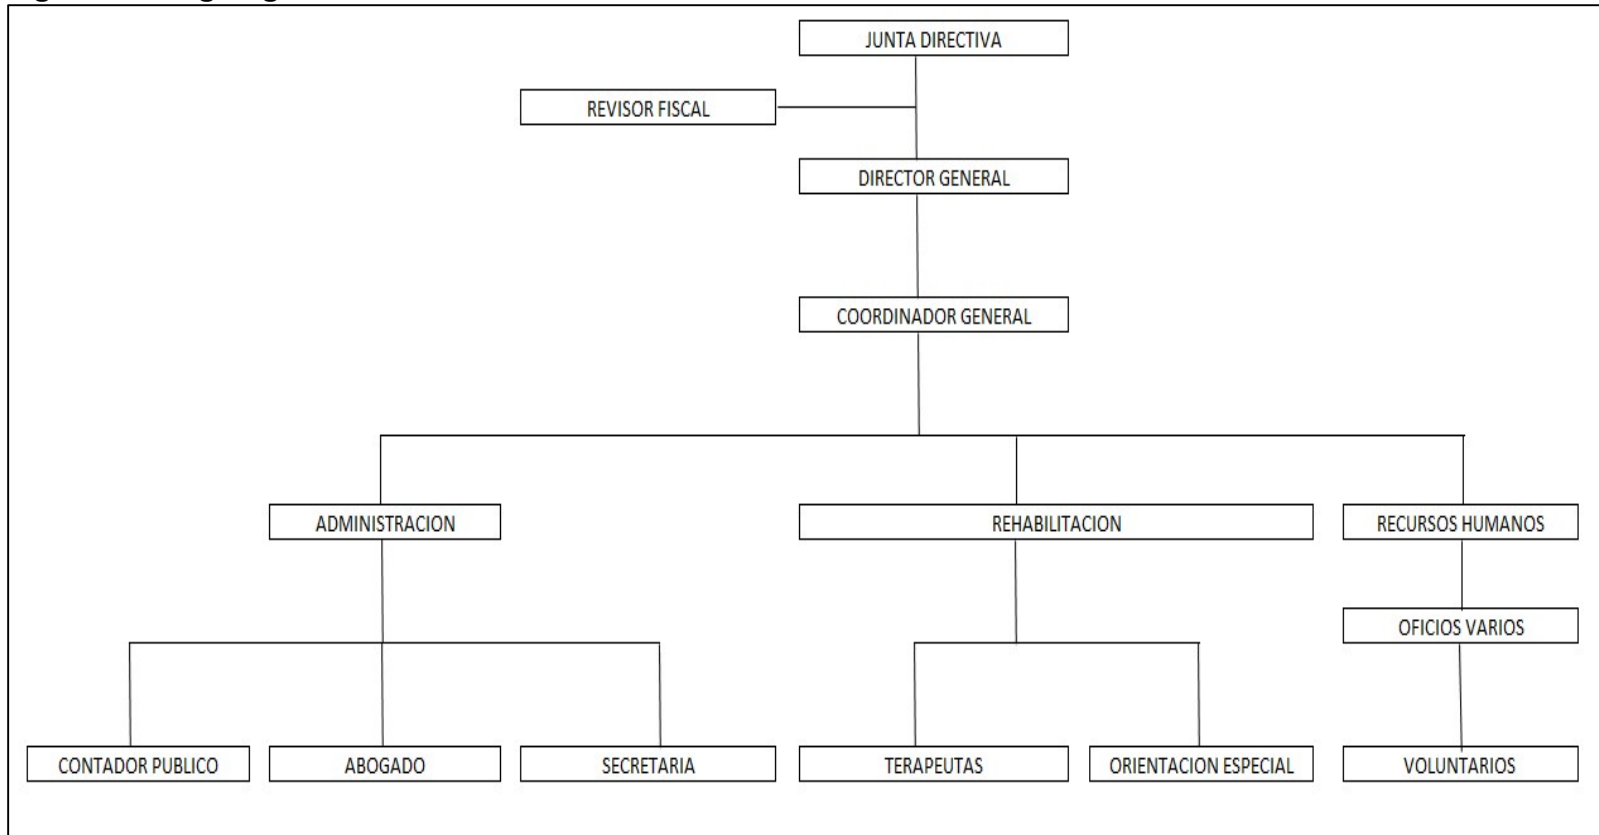 JUNTA DIRECTIVA
REVISOR FISCAL
DIRECTOR GENERAL
COORDINADOR GENERAL
ADMINISTRACION
REHABILITACION
RECURSOS HUMANOS
OFICIOS VARIOS
CONTADOR PUBLICO
ABOGADO
SECRETARIA
TERAPEUTAS
ORIENTACION ESPECIAL
VOLUNTARIOS